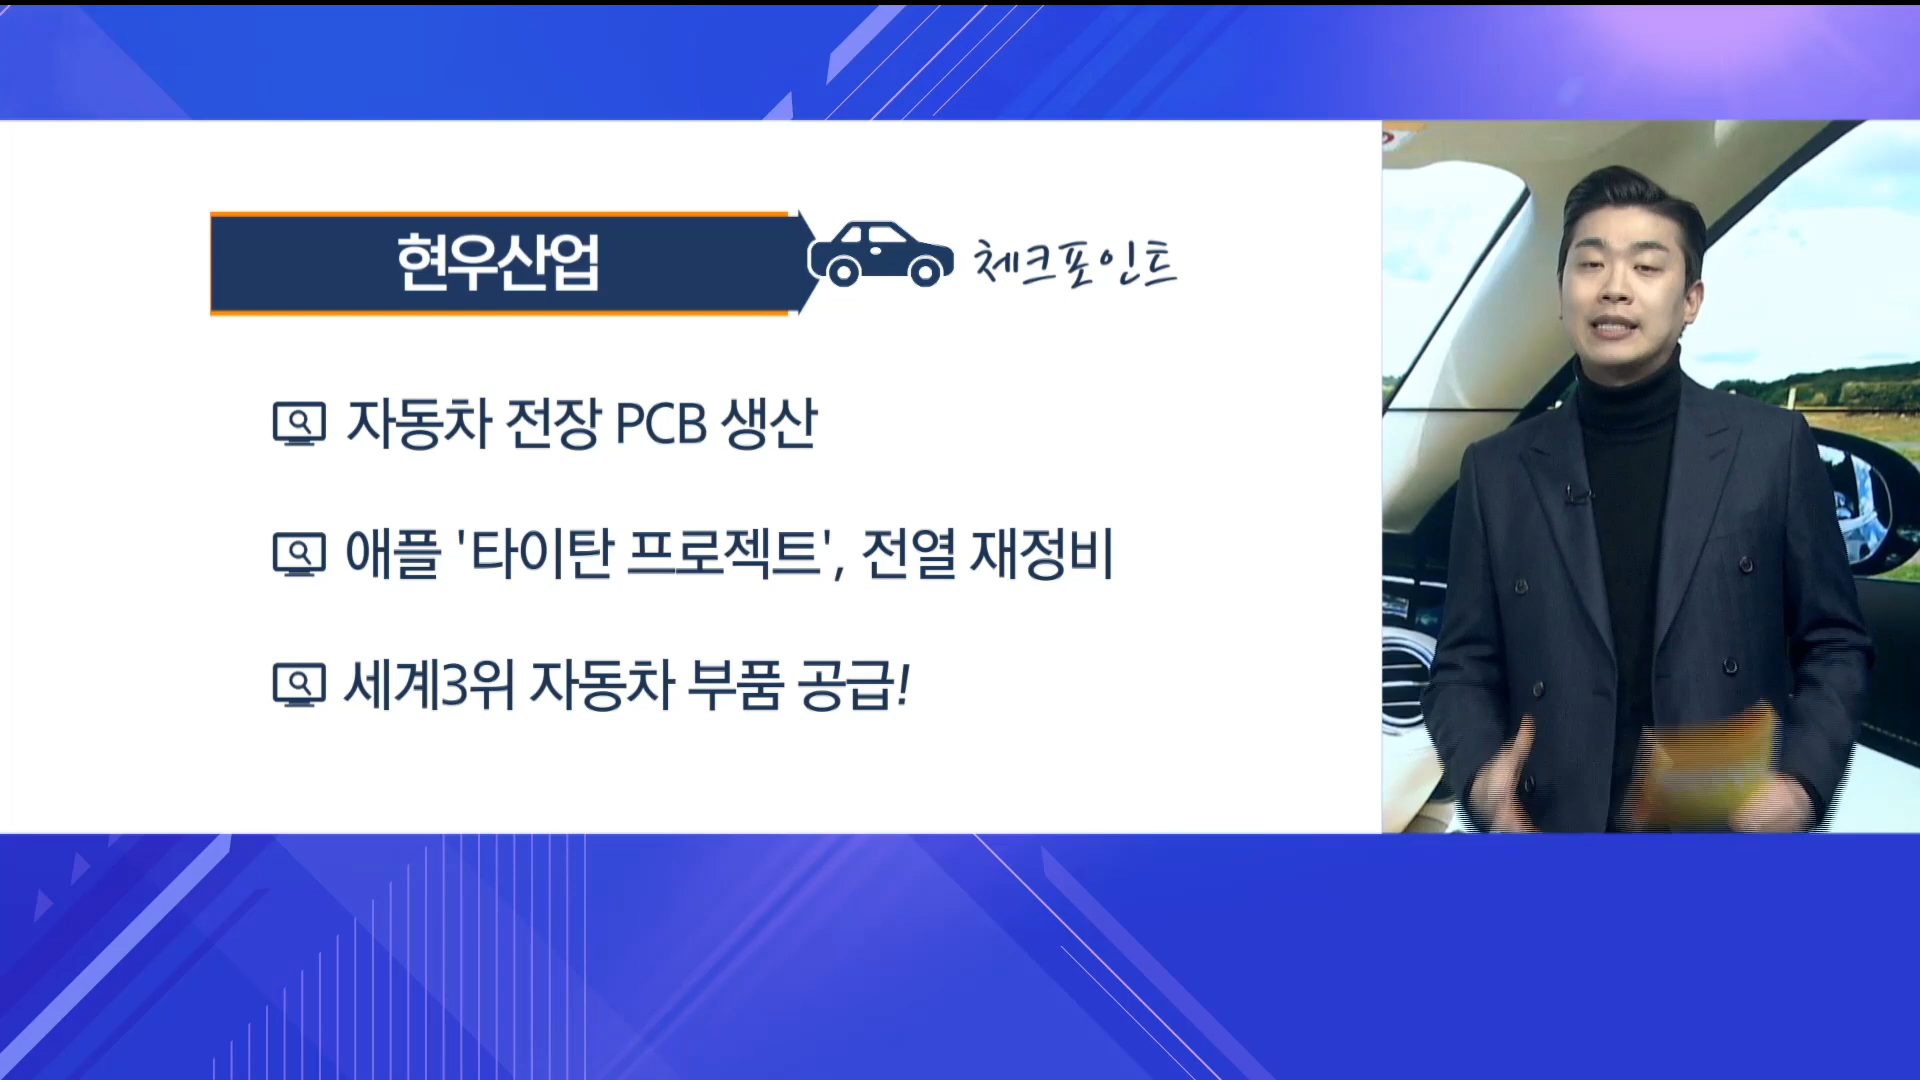 현우산업 체크포인트
자동차 전장 PCB 생산
애플 '타이탄 프로젝트', 전열 재정비
세계3위 자동차 부품 공급!